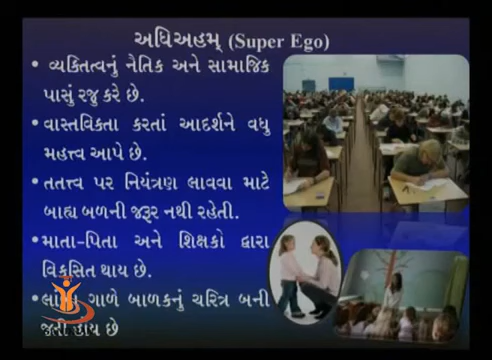 અધિઅહમ્ (Super Ego)
• વ્યક્તિત્વનું નૈતિક અને સામાજિક
પાસું રજૂ કરે છે.
• વાસ્તવિકતા કરતાં આદર્શને વધુ
મહત્ત્વ આપે છે.
• તતત્ત્વ પર નિયંત્રણ લાવવા માટે
બાહ્ય બળની જરૂર નથી રહેતી.
• માતા-પિતા અને શિક્ષકો દ્વારા
વિકસિત થાય છે.
• ગાળે બાળકનું ચરિત્ર બની
છે